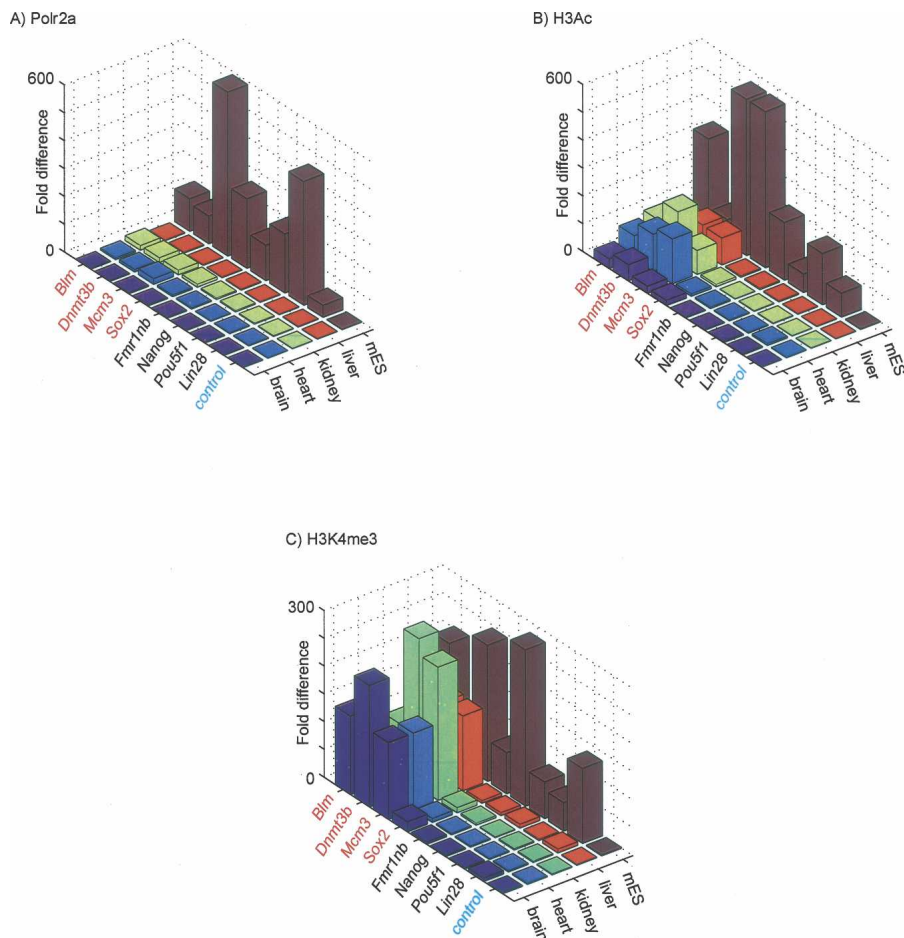 A) Polr2a
600
0
Fold difference
Blm
Dnmt3b
Mcm3
Sox2
Fmr1nb
Nanog
Pou5f1
Lin28
control
brain
heart
kidney
liver
mES
B) H3Ac
600
0
Fold difference
Blm
Dnmt3b
Mcm3
Sox2
Fmr1nb
Nanog
Pou5f1
Lin28
control
brain
heart
kidney
liver
mES
C) H3K4me3
300
0
Fold difference
Blm
Dnmt3b
Mcm3
Sox2
Fmr1nb
Nanog
Pou5f1
Lin28
control
brain
heart
kidney
liver
mES